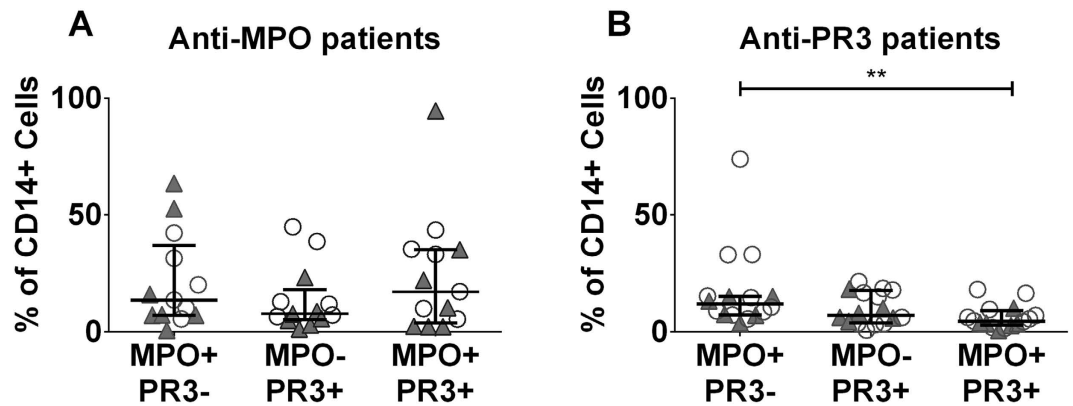 A
Anti-MPO patients
% of CD14+ Cells
100
50
0
MPO+ MPO- MPO+
PR3- PR3+ PR3+
B
Anti-PR3 patients
**
% of CD14+ Cells
100
50
0
MPO+ MPO- MPO+
PR3- PR3+ PR3+